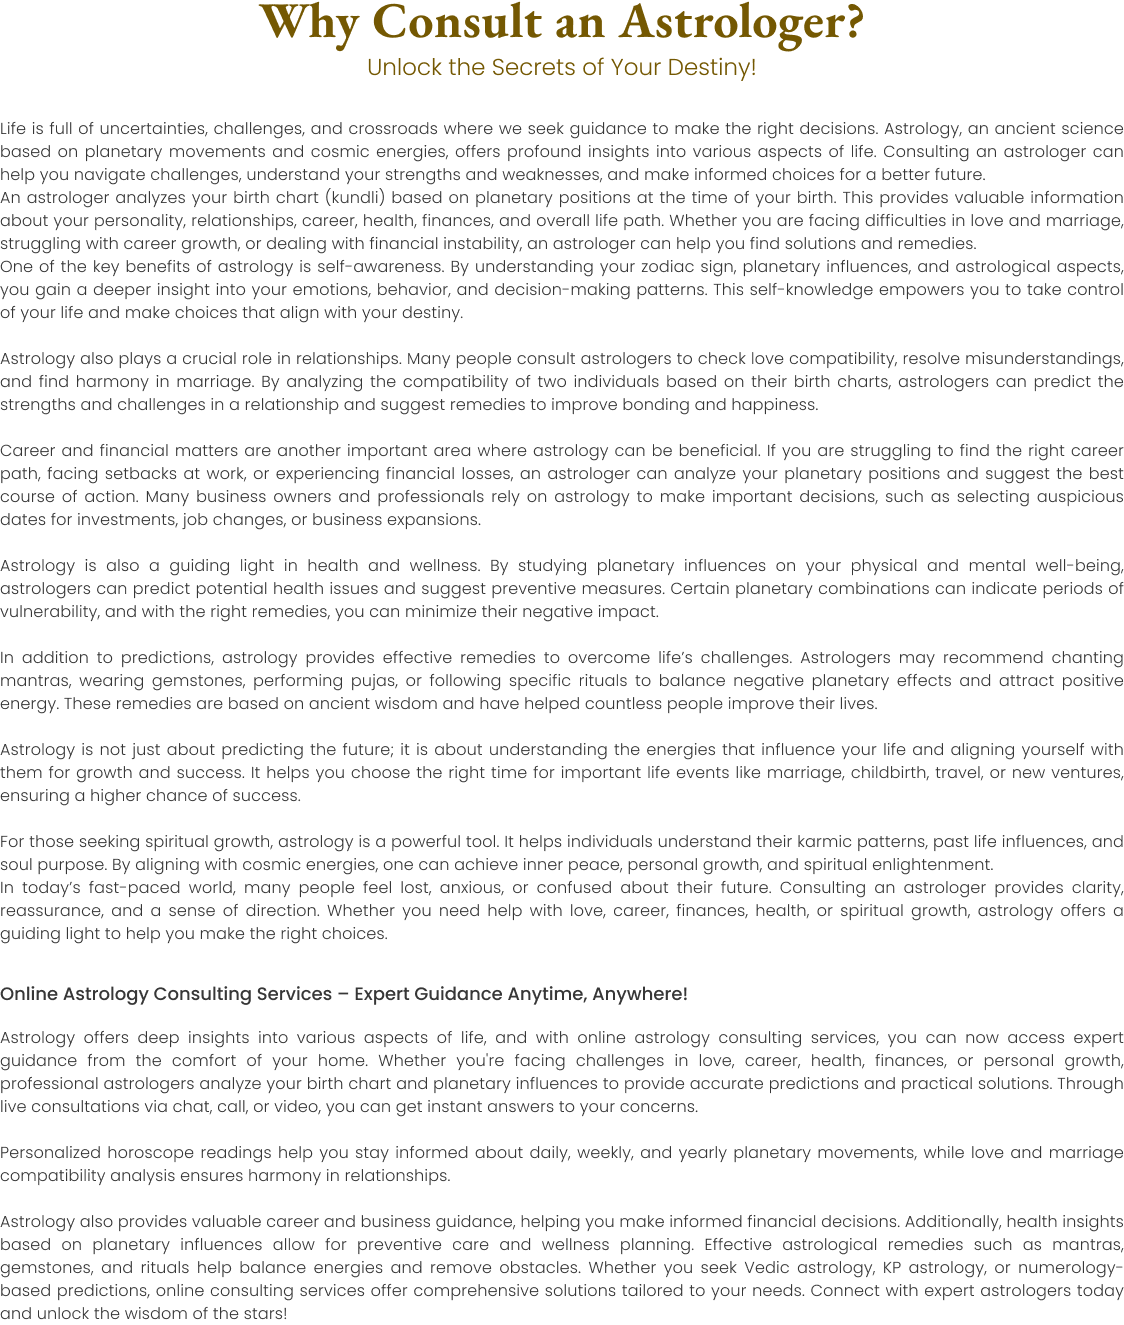 Why Consult an Astrologer?
Unlock the Secrets of Your Destiny!
Life is full of uncertainties, challenges, and crossroads where we seek guidance to make the right decisions. Astrology, an ancient science
based on planetary movements and cosmic energies, offers profound insights into various aspects of life. Consulting an astrologer can
help you navigate challenges, understand your strengths and weaknesses, and make informed choices for a better future.
An astrologer analyzes your birth chart (kundli) based on planetary positions at the time of your birth. This provides valuable information
about your personality, relationships, career, health, finances, and overall life path. Whether you are facing difficulties in love and marriage,
struggling with career growth, or dealing with financial instability, an astrologer can help you find solutions and remedies.
One of the key benefits of astrology is self-awareness. By understanding your zodiac sign, planetary influences, and astrological aspects,
you gain a deeper insight into your emotions, behavior, and decision-making patterns. This self-knowledge empowers you to take control
of your life and make choices that align with your destiny.
Astrology also plays a crucial role in relationships. Many people consult astrologers to check love compatibility, resolve misunderstandings,
and find harmony in marriage. By analyzing the compatibility of two individuals based on their birth charts, astrologers can predict the
strengths and challenges in a relationship and suggest remedies to improve bonding and happiness.
Career and financial matters are another important area where astrology can be beneficial. If you are struggling to find the right career
path, facing setbacks at work, or experiencing financial losses, an astrologer can analyze your planetary positions and suggest the best
course of action. Many business owners and professionals rely on astrology to make important decisions, such as selecting auspicious
dates for investments, job changes, or business expansions.
Astrology is also a guiding light in health and wellness. By studying planetary influences on your physical and mental well-being,
astrologers can predict potential health issues and suggest preventive measures. Certain planetary combinations can indicate periods of
vulnerability, and with the right remedies, you can minimize their negative impact.
In addition to predictions, astrology provides effective remedies to overcome life’s challenges. Astrologers may recommend chanting
mantras, wearing gemstones, performing pujas, or following specific rituals to balance negative planetary effects and attract positive
energy. These remedies are based on ancient wisdom and have helped countless people improve their lives.
Astrology is not just about predicting the future; it is about understanding the energies that influence your life and aligning yourself with
them for growth and success. It helps you choose the right time for important life events like marriage, childbirth, travel, or new ventures,
ensuring a higher chance of success.
For those seeking spiritual growth, astrology is a powerful tool. It helps individuals understand their karmic patterns, past life influences, and
soul purpose. By aligning with cosmic energies, one can achieve inner peace, personal growth, and spiritual enlightenment.
In today’s fast-paced world, many people feel lost, anxious, or confused about their future. Consulting an astrologer provides clarity,
reassurance, and a sense of direction. Whether you need help with love, career, finances, health, or spiritual growth, astrology offers a
guiding light to help you make the right choices.
Online Astrology Consulting Services – Expert Guidance Anytime, Anywhere!
Astrology offers deep insights into various aspects of life, and with online astrology consulting services, you can now access expert
guidance from the comfort of your home. Whether you're facing challenges in love, career, health, finances, or personal growth,
professional astrologers analyze your birth chart and planetary influences to provide accurate predictions and practical solutions. Through
live consultations via chat, call, or video, you can get instant answers to your concerns.
Personalized horoscope readings help you stay informed about daily, weekly, and yearly planetary movements, while love and marriage
compatibility analysis ensures harmony in relationships.
Astrology also provides valuable career and business guidance, helping you make informed financial decisions. Additionally, health insights
based on planetary influences allow for preventive care and wellness planning. Effective astrological remedies such as mantras,
gemstones, and rituals help balance energies and remove obstacles. Whether you seek Vedic astrology, KP astrology, or numerology-
based predictions, online consulting services offer comprehensive solutions tailored to your needs. Connect with expert astrologers today
and unlock the wisdom of the stars!